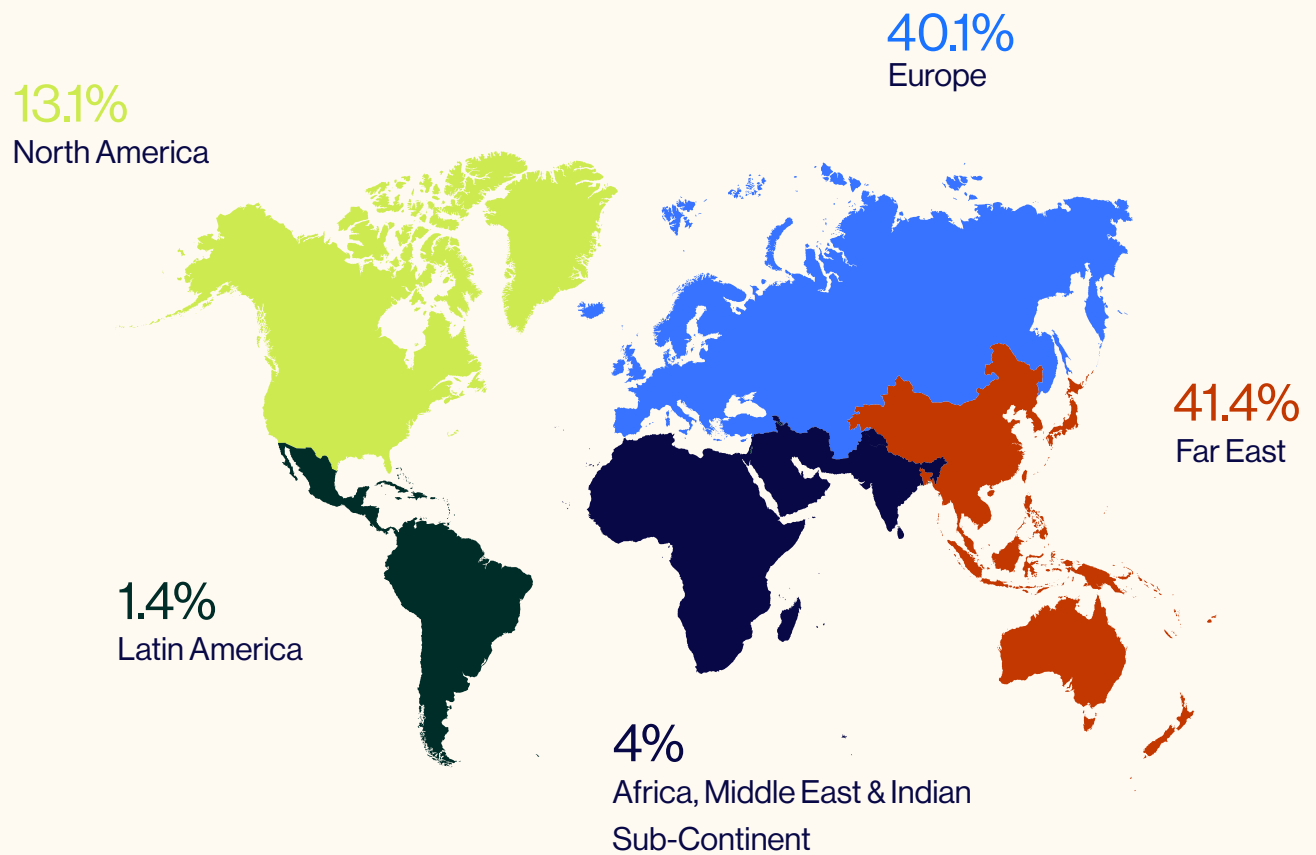 40.1%
Europe
13.1%
North America
41.4%
Far East
1.4%
Latin America
4%
Africa, Middle East & Indian
Sub-Continent